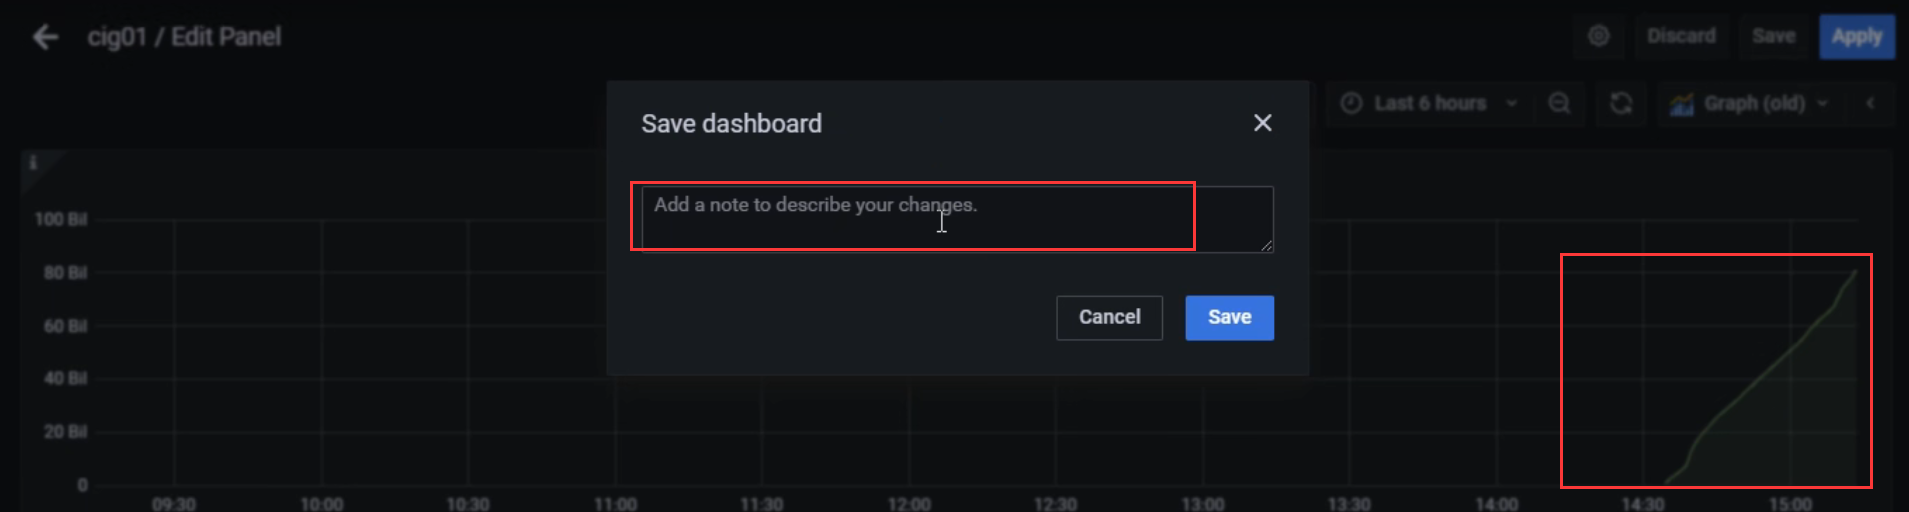 cig01 / Edit Panel
Discard Save Apply
Last 6 hours Graph (old)
Save dashboard
Add a note to describe your changes.
Cancel Save
i
100 Bil
80 Bil
60 Bil
40 Bil
20 Bil
0
09:30 10:00 10:30 11:00 11:30 12:00 12:30 13:00 13:30 14:00 14:30 15:00